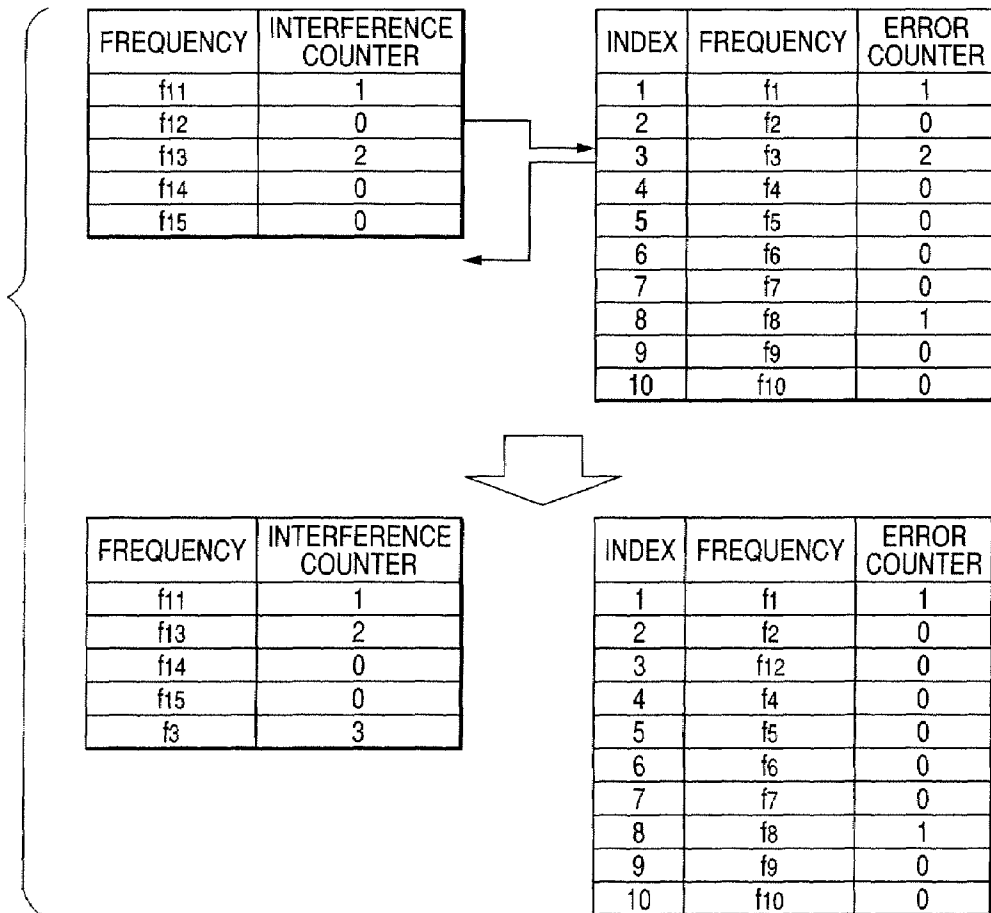 FREQUENCY INTERFERENCE COUNTER
f11 1
f12 0
f13 2
f14 0
f15 0
INDEX FREQUENCY ERROR COUNTER
1 f1 1
2 f2 0
3 f3 2
4 f4 0
5 f5 0
6 f6 0
7 f7 0
8 f8 1
9 f9 0
10 f10 0
FREQUENCY INTERFERENCE COUNTER
f11 1
f13 2
f14 0
f15 0
f3 3
INDEX FREQUENCY ERROR COUNTER
1 f1 1
2 f2 0
3 f12 0
4 f4 0
5 f5 0
6 f6 0
7 f7 0
8 f8 1
9 f9 0
10 f10 0